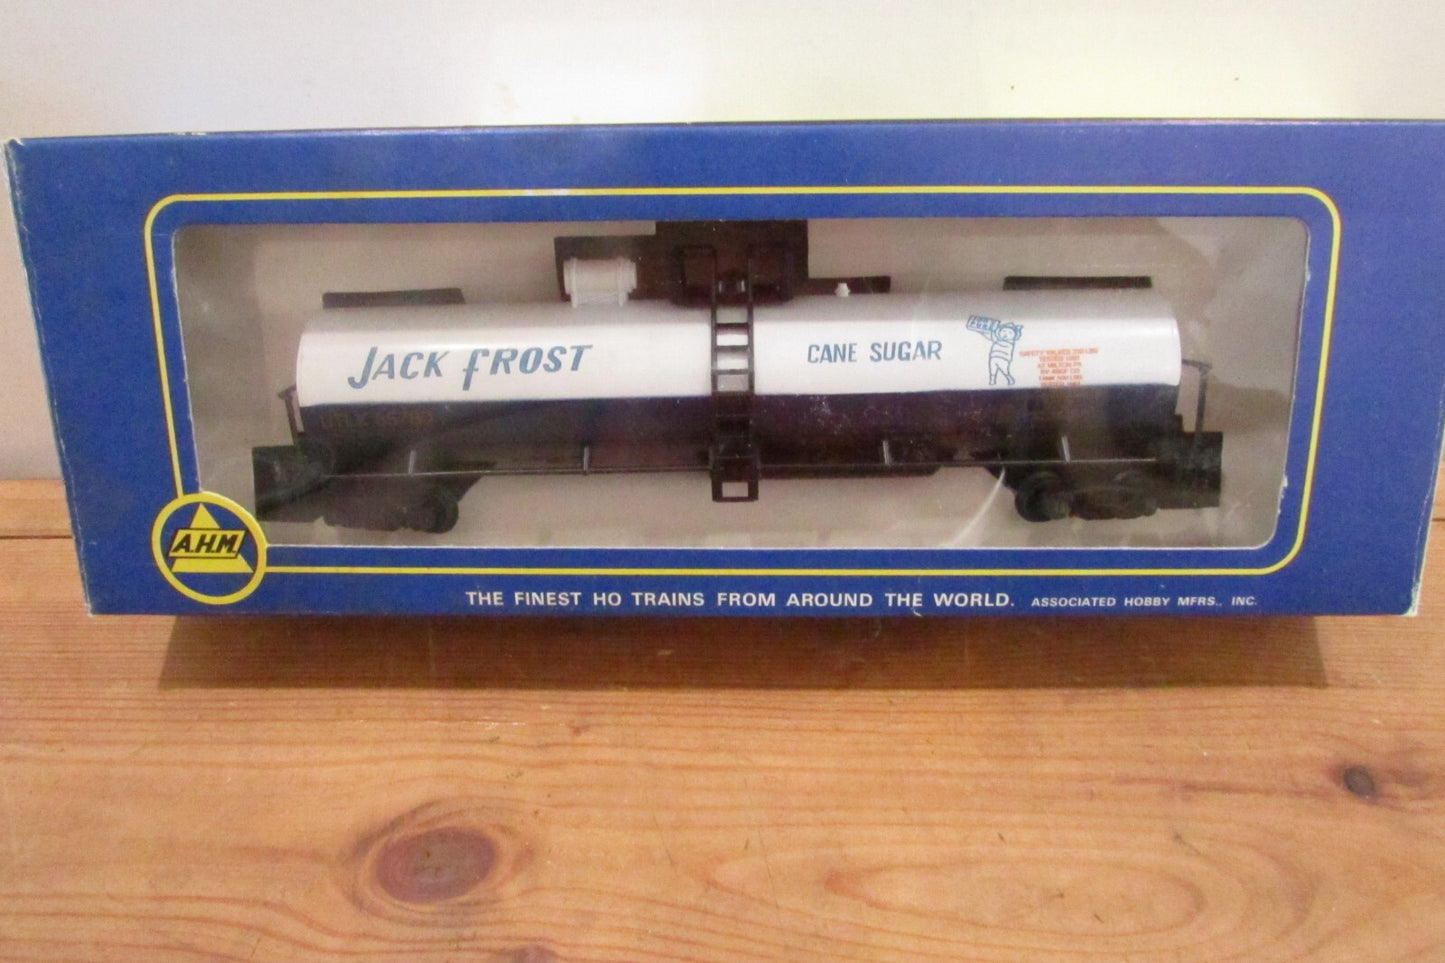 JACK FROST
CANE SUGAR
A.H.M.
THE FINEST HO TRAINS FROM AROUND THE WORLD. ASSOCIATED HOBBY MFRS., INC.